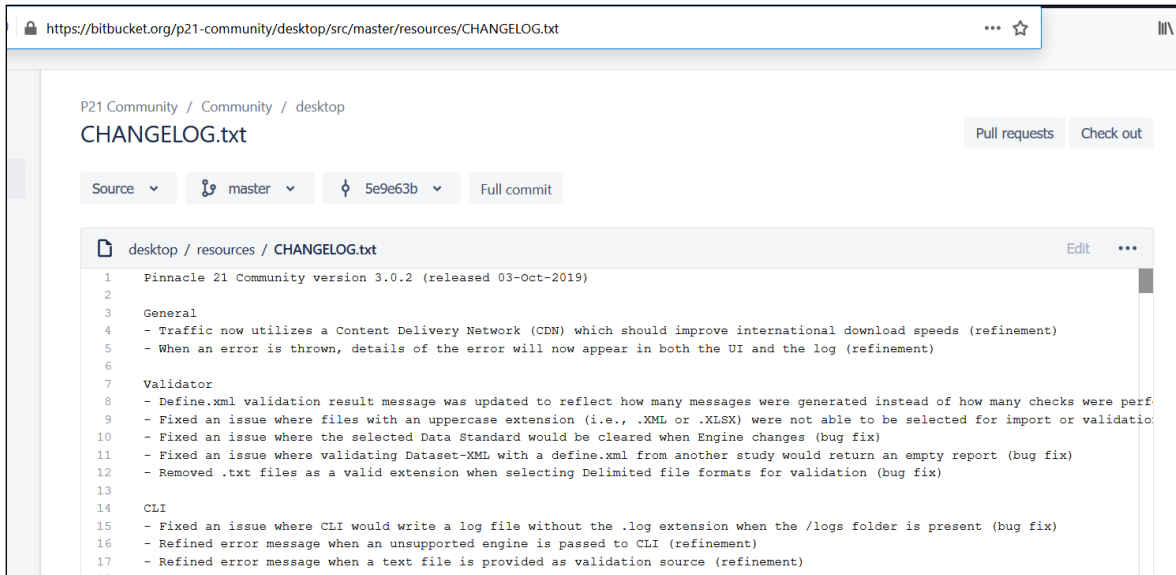 https://bitbucket.org/p21-community/desktop/src/master/resources/CHANGELOG.txt
P21 Community / Community / desktop
CHANGELOG.txt
Pull requests Check out
Source master 5e9e63b Full commit
desktop / resources / CHANGELOG.txt Edit
1 Pinnacle 21 Community version 3.0.2 (released 03-Oct-2019)
2
3 General
4 - Traffic now utilizes a Content Delivery Network (CDN) which should improve international download speeds (refinement)
5 - When an error is thrown, details of the error will now appear in both the UI and the log (refinement)
6
7 Validator
8 - Define.xml validation result message was updated to reflect how many messages were generated instead of how many checks were perf
9 - Fixed an issue where files with an uppercase extension (i.e., .XML or .XLSX) were not able to be selected for import or validatio
10 - Fixed an issue where the selected Data Standard would be cleared when Engine changes (bug fix)
11 - Fixed an issue where validating Dataset-XML with a define.xml from another study would return an empty report (bug fix)
12 - Removed .txt files as a valid extension when selecting Delimited file formats for validation (bug fix)
13
14 CLI
15 - Fixed an issue where CLI would write a log file without the .log extension when the /logs folder is present (bug fix)
16 - Refined error message when an unsupported engine is passed to CLI (refinement)
17 - Refined error message when a text file is provided as validation source (refinement)